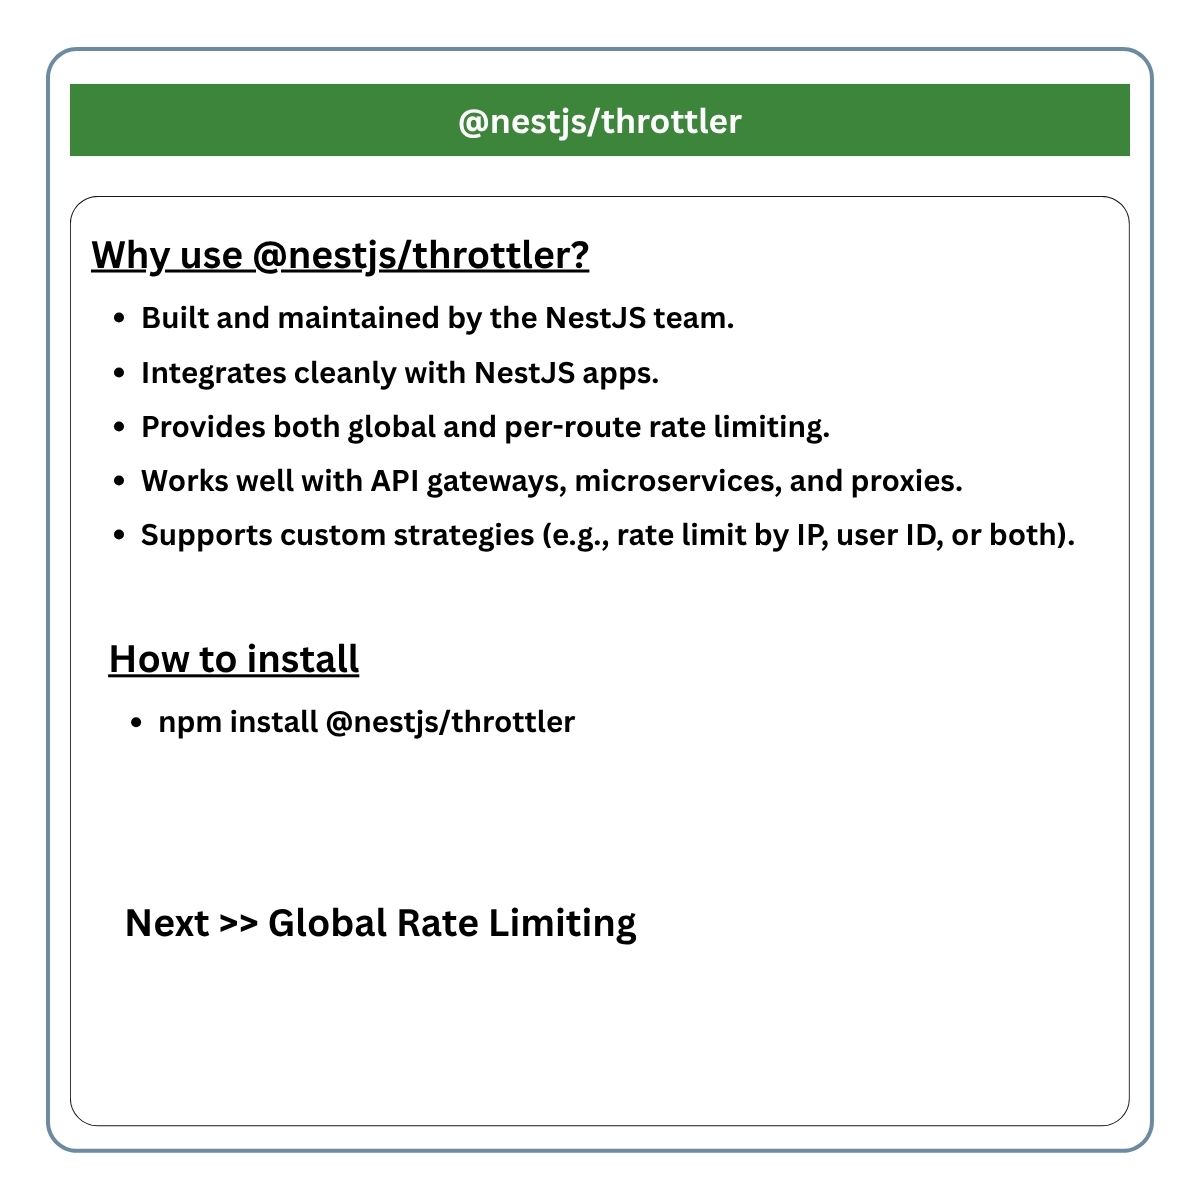 @nestjs/throttler
Why use @nestjs/throttler?
• Built and maintained by the NestJS team.
• Integrates cleanly with NestJS apps.
• Provides both global and per-route rate limiting.
• Works well with API gateways, microservices, and proxies.
• Supports custom strategies (e.g., rate limit by IP, user ID, or both).
How to install
• npm install @nestjs/throttler
Next >> Global Rate Limiting